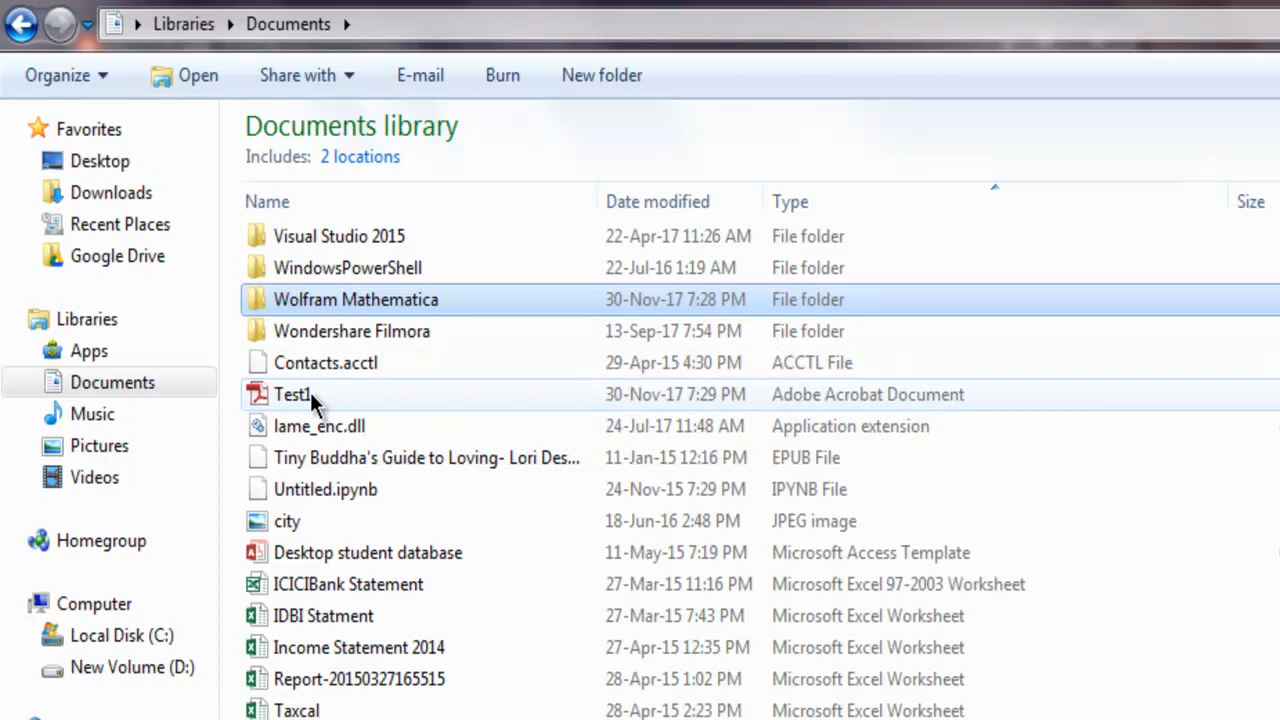 Libraries Documents
Organize Open Share with E-mail Burn New folder
Favorites
Desktop
Downloads
Recent Places
Google Drive
Libraries
Apps
Documents
Music
Pictures
Videos
Homegroup
Computer
Local Disk (C:)
New Volume (D:)
Documents library
Includes: 2 locations
Name Date modified Type Size
Visual Studio 2015 22-Apr-17 11:26 AM File folder
WindowsPowerShell 22-Jul-16 1:19 AM File folder
Wolfram Mathematica 30-Nov-17 7:28 PM File folder
Wondershare Filmora 13-Sep-17 7:54 PM File folder
Contacts.acctl 29-Apr-15 4:30 PM ACCTL File
Test1 30-Nov-17 7:29 PM Adobe Acrobat Document
lame_enc.dll 24-Jul-17 11:48 AM Application extension
Tiny Buddha's Guide to Loving- Lori Des... 11-Jan-15 12:16 PM EPUB File
Untitled.ipynb 24-Nov-15 7:29 PM IPYNB File
city 18-Jun-16 2:48 PM JPEG image
Desktop student database 11-May-15 7:19 PM Microsoft Access Template
ICICIBank Statement 27-Mar-15 11:16 PM Microsoft Excel 97-2003 Worksheet
IDBI Statment 27-Mar-15 7:43 PM Microsoft Excel Worksheet
Income Statement 2014 27-Apr-15 12:35 PM Microsoft Excel Worksheet
Report-20150327165515 28-Apr-15 1:02 PM Microsoft Excel Worksheet
Taxcal 28-Apr-15 2:23 PM Microsoft Excel Worksheet